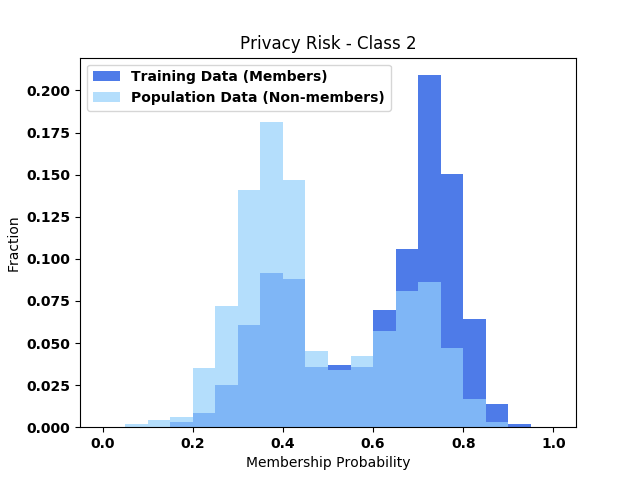 Privacy Risk - Class 2
Training Data (Members)
Population Data (Non-members)
0.200
0.175
0.150
0.125
0.100
0.075
0.050
0.025
0.000
Fraction
0.0 0.2 0.4 0.6 0.8 1.0
Membership Probability